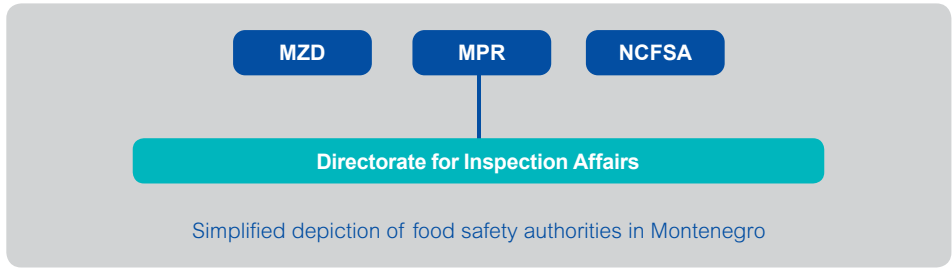 MZD MPR NCFSA
Directorate for Inspection Affairs
Simplified depiction of food safety authorities in Montenegro